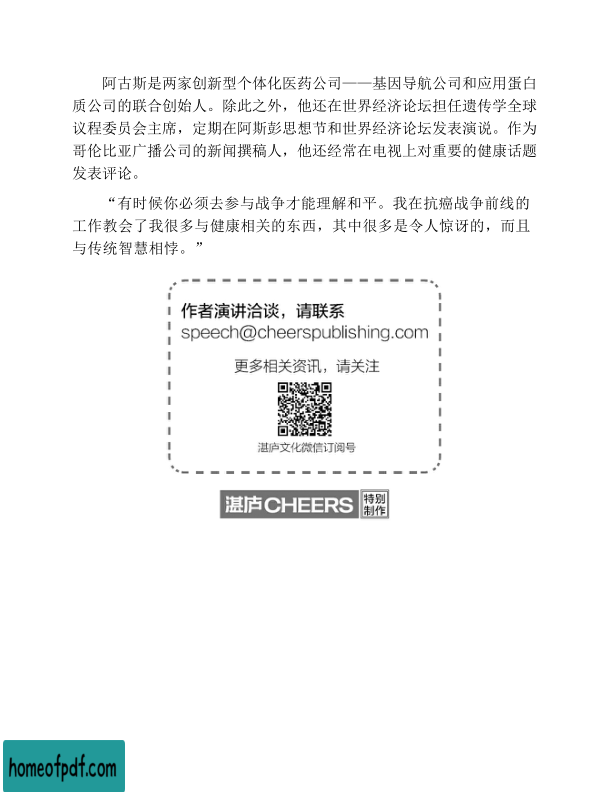 阿古斯是两家创新型个体化医药公司——基因导航公司和应用蛋白
质公司的联合创始人。除此之外，他还在世界经济论坛担任遗传学全球
议程委员会主席，定期在阿斯彭思想节和世界经济论坛发表演说。作为
哥伦比亚广播公司的新闻撰稿人，他还经常在电视上对重要的健康话题
发表评论。
“有时候你必须去参与战争才能理解和平。我在抗癌战争前线的
工作教会了我很多与健康相关的东西，其中很多是令人惊讶的，而且
与传统智慧相悖。”
作者演讲洽谈，请联系
speech@cheerspublishing.com
更多相关资讯，请关注
湛庐文化微信订阅号
湛庐CHEERS 特别
制作
homeofpdf.com